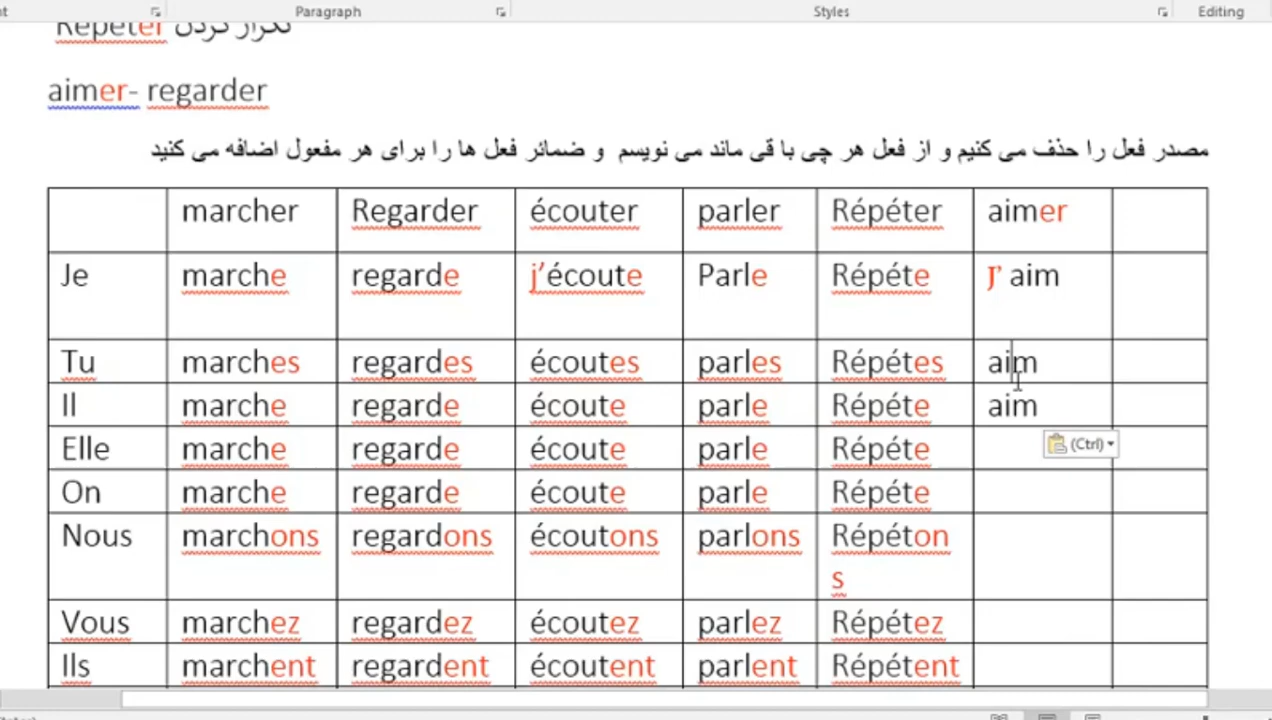 Paragraph Styles Editing
Répéter تکرار کردن
aimer- regarder
مصدر فعل را حذف می کنیم و از فعل هر چی با قی ماند می نویسم و ضمائر فعل ها را برای هر مفعول اضافه می کنید
marcher Regarder écouter parler Répéter aimer
Je marche regarde j’écoute Parle Répéte J’ aim
Tu marches regardes écoutes parles Répétes aim
Il marche regarde écoute parle Répéte aim
Elle marche regarde écoute parle Répéte
(Ctrl)
On marche regarde écoute parle Répéte
Nous marchons regardons écoutons parlons Répéton
s
Vous marchez regardez écoutez parlez Répétez
Ils marchent regardent écoutent parlent Répétent